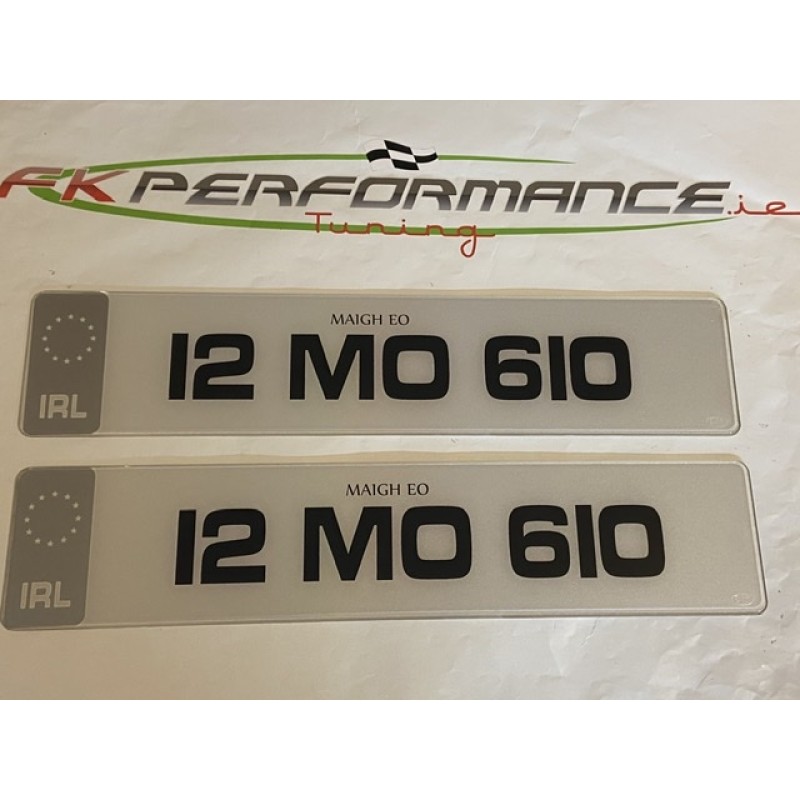 FK PERFORMANCE.ie
Tuning
MAIGH EO
IRL 12 MO 610
MAIGH EO
IRL 12 MO 610